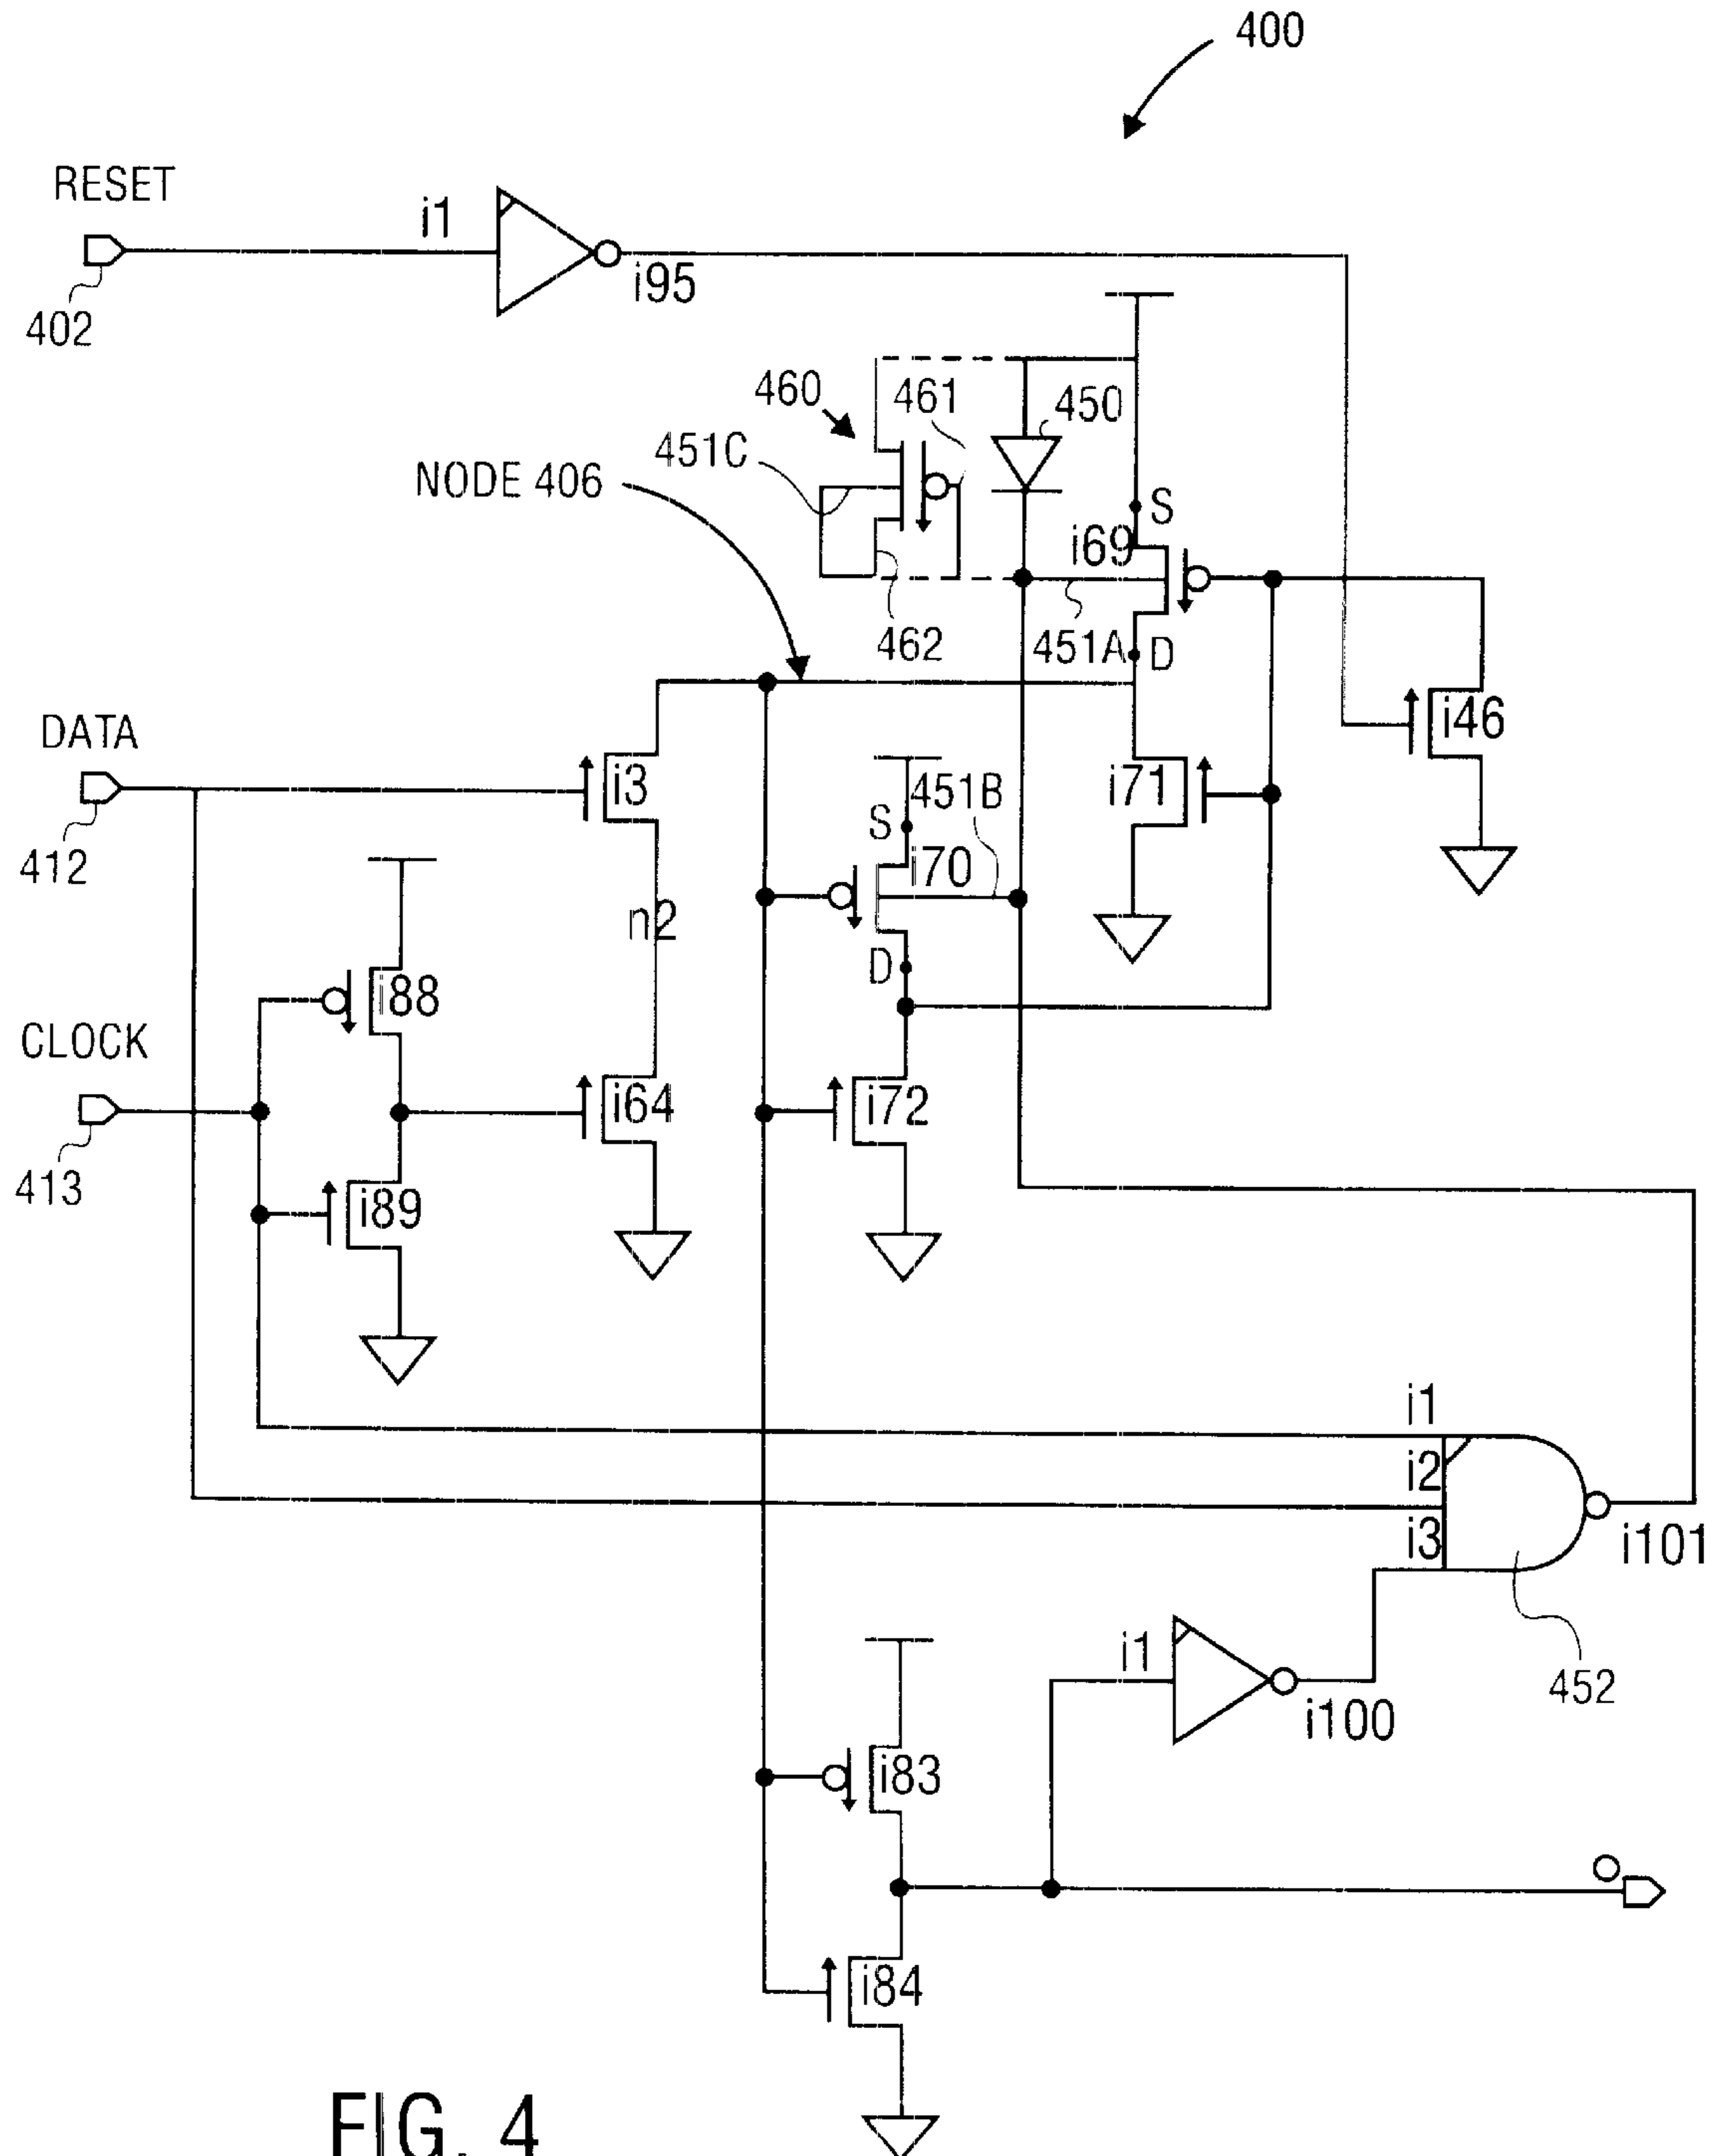 400
RESET
i1
i95
402
460
461
450
451C
NODE 406
S
i69
462
451A
D
i46
DATA
i3
i71
412
S
451B
i70
n2
D
i88
CLOCK
i64
i72
413
i89
i1
i2
i3
i101
i1
i100
452
i83
i84
FIG. 4